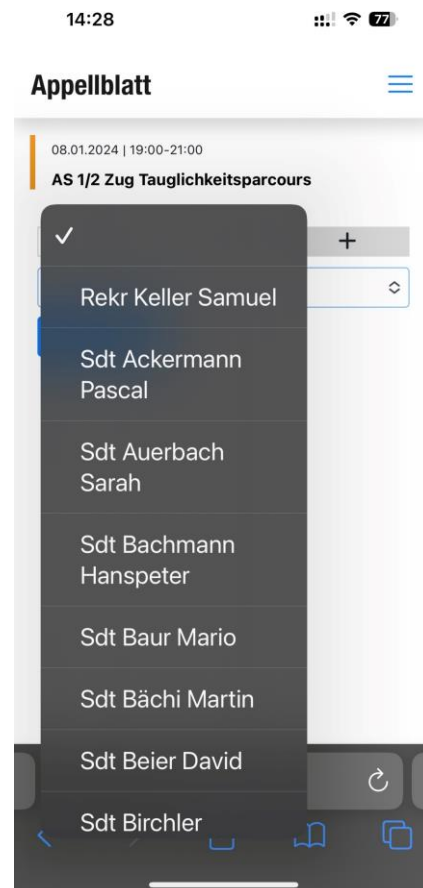 14:28
77
Appellblatt
08.01.2024 | 19:00-21:00
AS 1/2 Zug Tauglichkeitsparcours
+
Rekr Keller Samuel
Sdt Ackermann
Pascal
Sdt Auerbach
Sarah
Sdt Bachmann
Hanspeter
Sdt Baur Mario
Sdt Bächi Martin
Sdt Beier David
Sdt Birchler